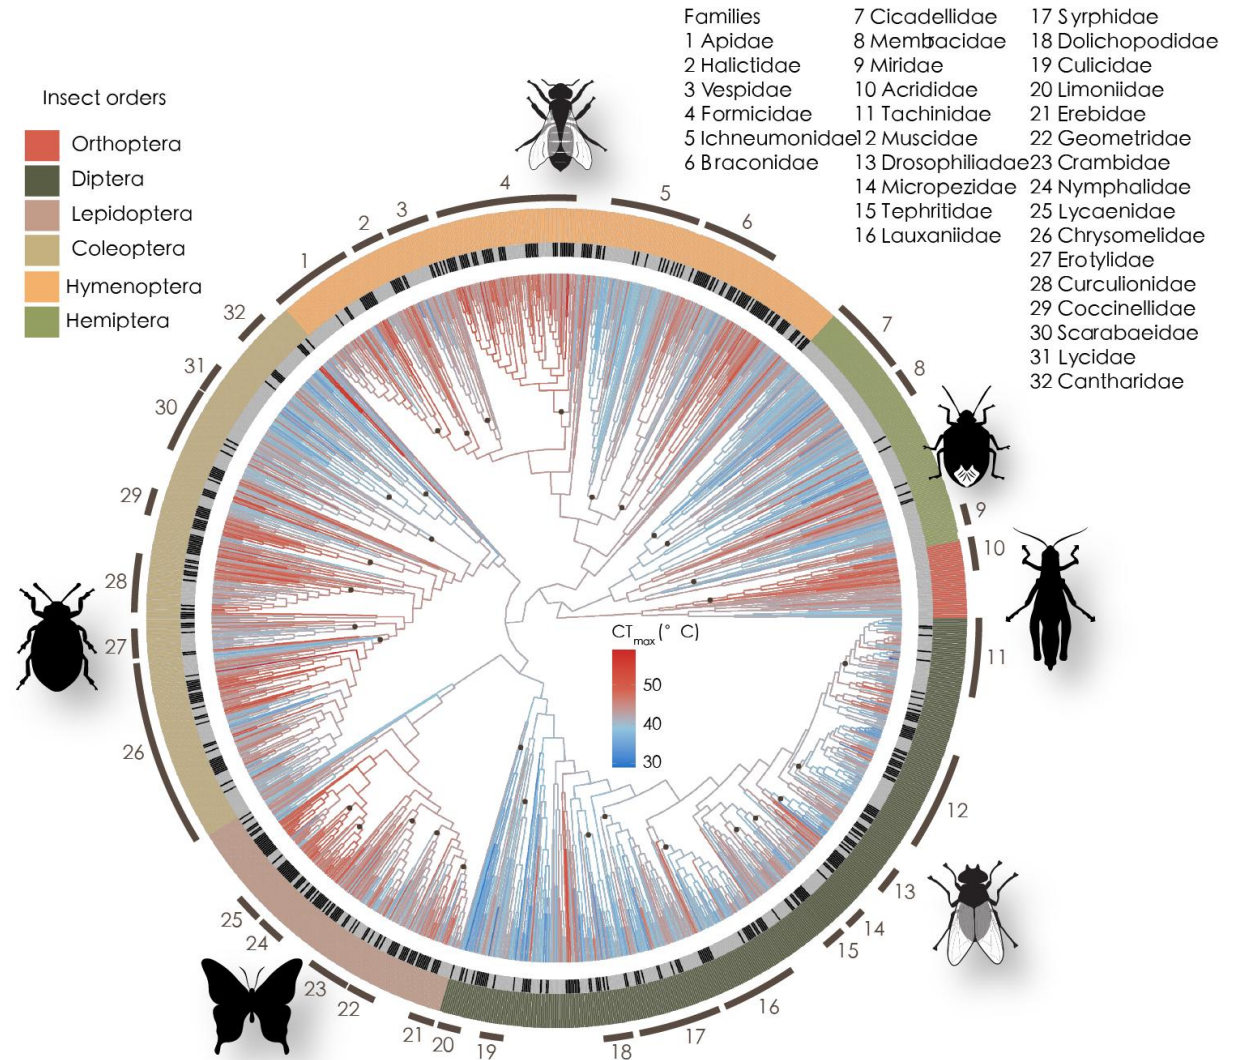 Families
1 Apidae
2 Halictidae
3 Vespidae
4 Formicidae
5 Ichneumonidae
6 Braconidae
7 Cicadellidae
8 Membracidae
9 Miridae
10 Acrididae
11 Tachinidae
12 Muscidae
13 Drosophiliadae
14 Micropezidae
15 Tephritidae
16 Lauxaniidae
17 Syrphidae
18 Dolichopodidae
19 Culicidae
20 Limoniidae
21 Erebidae
22 Geometridae
23 Crambidae
24 Nymphalidae
25 Lycaenidae
26 Chrysomelidae
27 Erotylidae
28 Curculionidae
29 Coccinellidae
30 Scarabaeidae
31 Lycidae
32 Cantharidae
Insect orders
Orthoptera
Diptera
Lepidoptera
Coleoptera
Hymenoptera
Hemiptera
1
2
3
4
5
6
7
8
9
10
11
12
13
14
15
16
17
18
19
20
21
22
23
24
25
26
27
28
29
30
31
32
CTmax (° C)
50
40
30